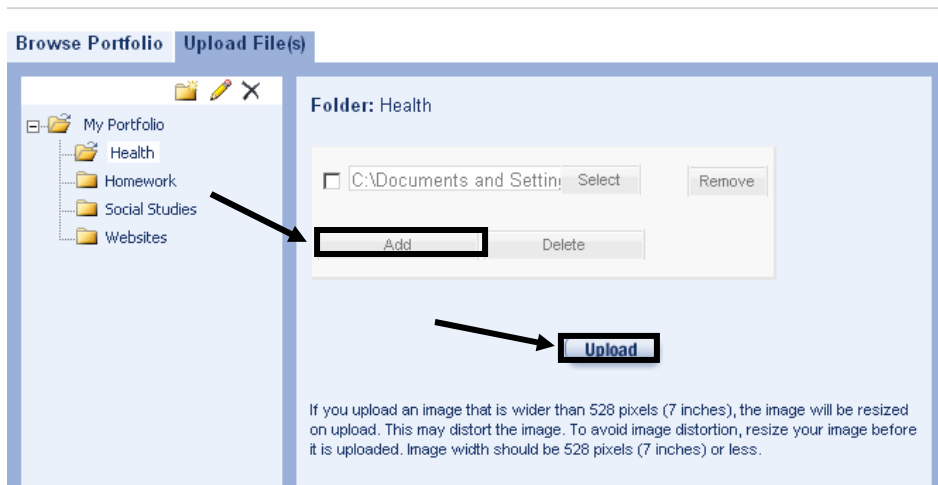 Browse Portfolio Upload File(s)
My Portfolio
Health
Homework
Social Studies
Websites
Folder: Health
C:\Documents and Settin Select Remove
Add Delete
Upload
If you upload an image that is wider than 528 pixels (7 inches), the image will be resized
on upload. This may distort the image. To avoid image distortion, resize your image before
it is uploaded. Image width should be 528 pixels (7 inches) or less.